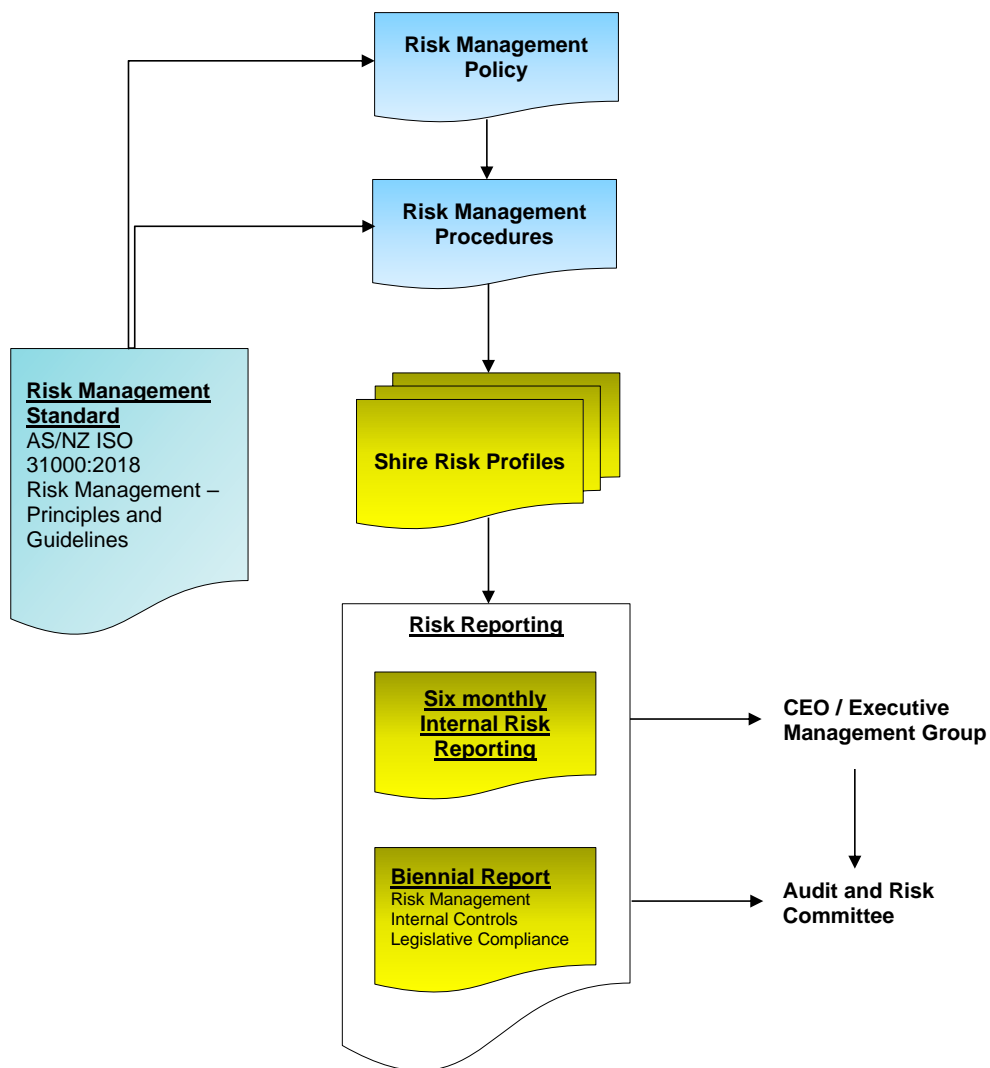 Risk Management
Policy
Risk Management
Procedures
Risk Management
Standard
AS/NZ ISO
31000:2018
Risk Management –
Principles and
Guidelines
Shire Risk Profiles
Risk Reporting
Six monthly
Internal Risk
Reporting
CEO / Executive
Management Group
Biennial Report
Risk Management
Internal Controls
Legislative Compliance
Audit and Risk
Committee